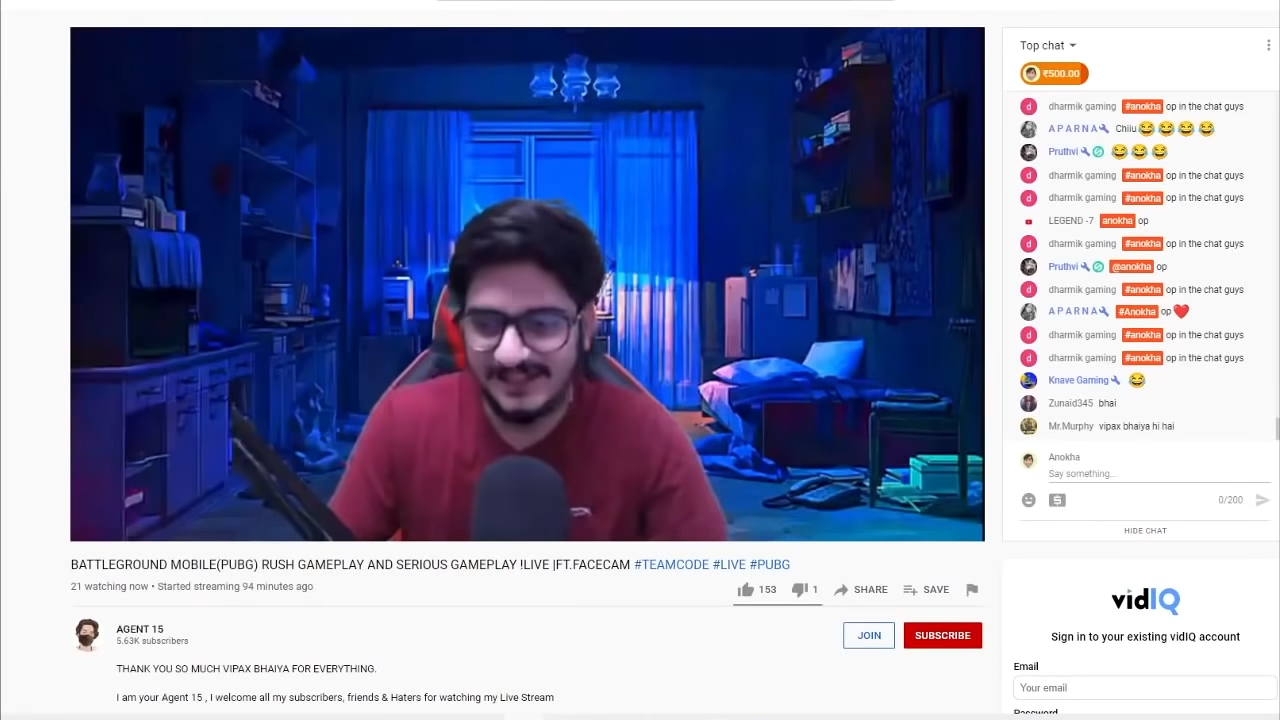 Top chat
₹500.00
dharmik gaming #anokha op in the chat guys
A P A R N A Chiiu😂😂😂😂
Pruthvi 😂😂😂
dharmik gaming #anokha op in the chat guys
dharmik gaming #anokha op in the chat guys
LEGEND -7 anokha op
dharmik gaming #anokha op in the chat guys
Pruthvi @anokha op
dharmik gaming #anokha op in the chat guys
A P A R N A #Anokha op❤️
dharmik gaming #anokha op in the chat guys
dharmik gaming #anokha op in the chat guys
Knave Gaming 😂
Zunaid345 bhai
Mr.Murphy vipax bhaiya hi hai
Anokha
Say something...
0/200
HIDE CHAT
BATTLEGROUND MOBILE(PUBG) RUSH GAMEPLAY AND SERIOUS GAMEPLAY !LIVE |FT.FACECAM #TEAMCODE #LIVE #PUBG
21 watching now • Started streaming 94 minutes ago
153 1 SHARE SAVE
AGENT 15
5.63K subscribers
JOIN SUBSCRIBE
THANK YOU SO MUCH VIPAX BHAIYA FOR EVERYTHING.
I am your Agent 15 , I welcome all my subscribers, friends & Haters for watching my Live Stream
vidIQ
Sign in to your existing vidIQ account
Email
Your email
Password